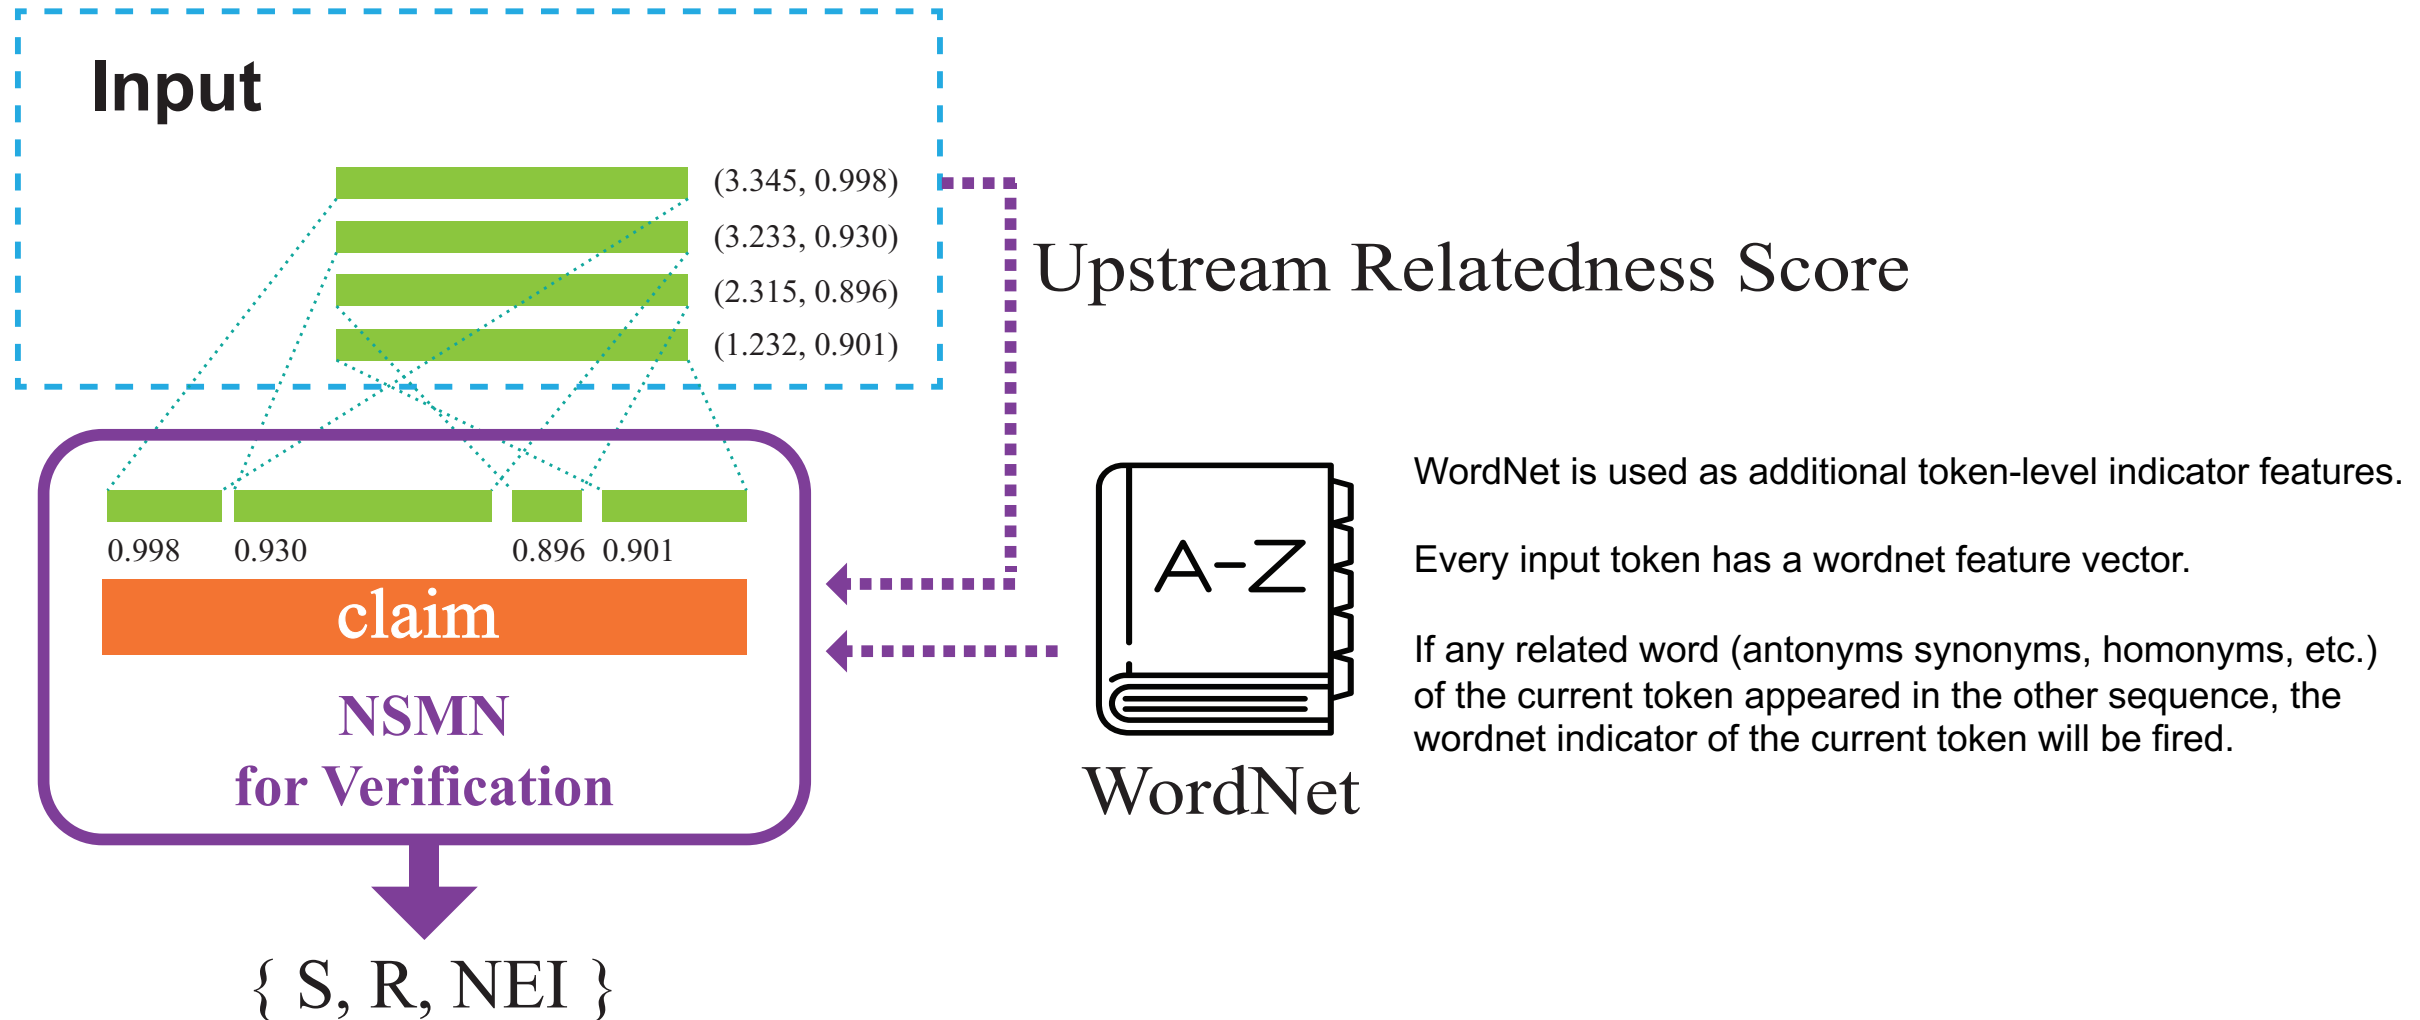 Input
(3.345, 0.998)
(3.233, 0.930)
(2.315, 0.896)
(1.232, 0.901)
Upstream Relatedness Score
0.998 0.930 0.896 0.901
claim
NSMN
for Verification
{ S, R, NEI }
A-Z
WordNet
WordNet is used as additional token-level indicator features.
Every input token has a wordnet feature vector.
If any related word (antonyms synonyms, homonyms, etc.)
of the current token appeared in the other sequence, the
wordnet indicator of the current token will be fired.